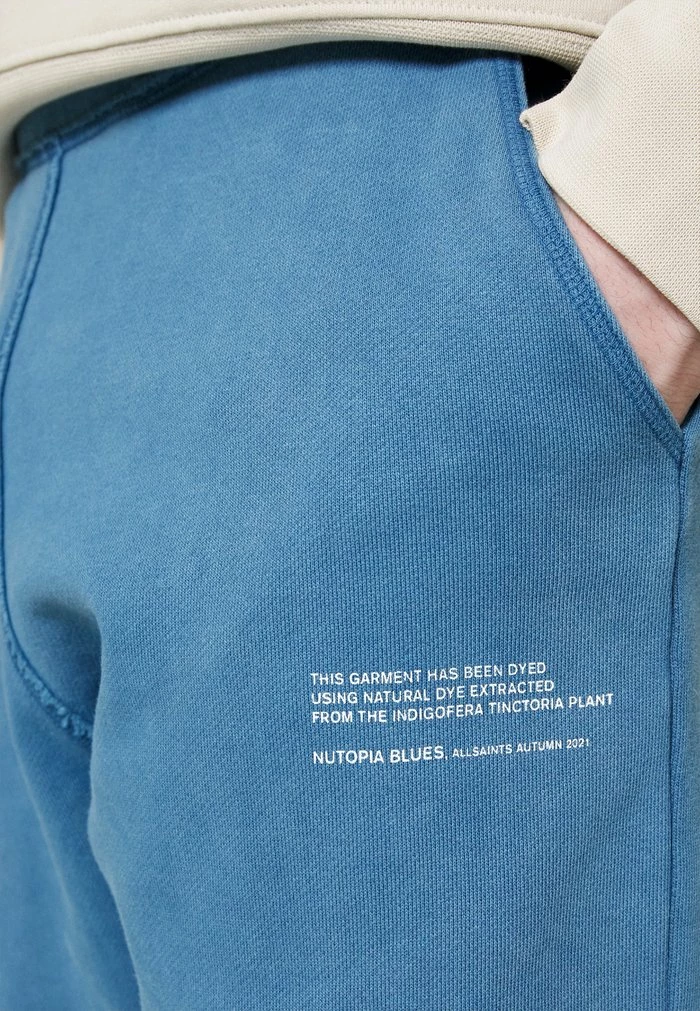 THIS GARMENT HAS BEEN DYED
USING NATURAL DYE EXTRACTED
FROM THE INDIGOFERA TINCTORIA PLANT
NUTOPIA BLUES, ALLSAINTS AUTUMN 2021